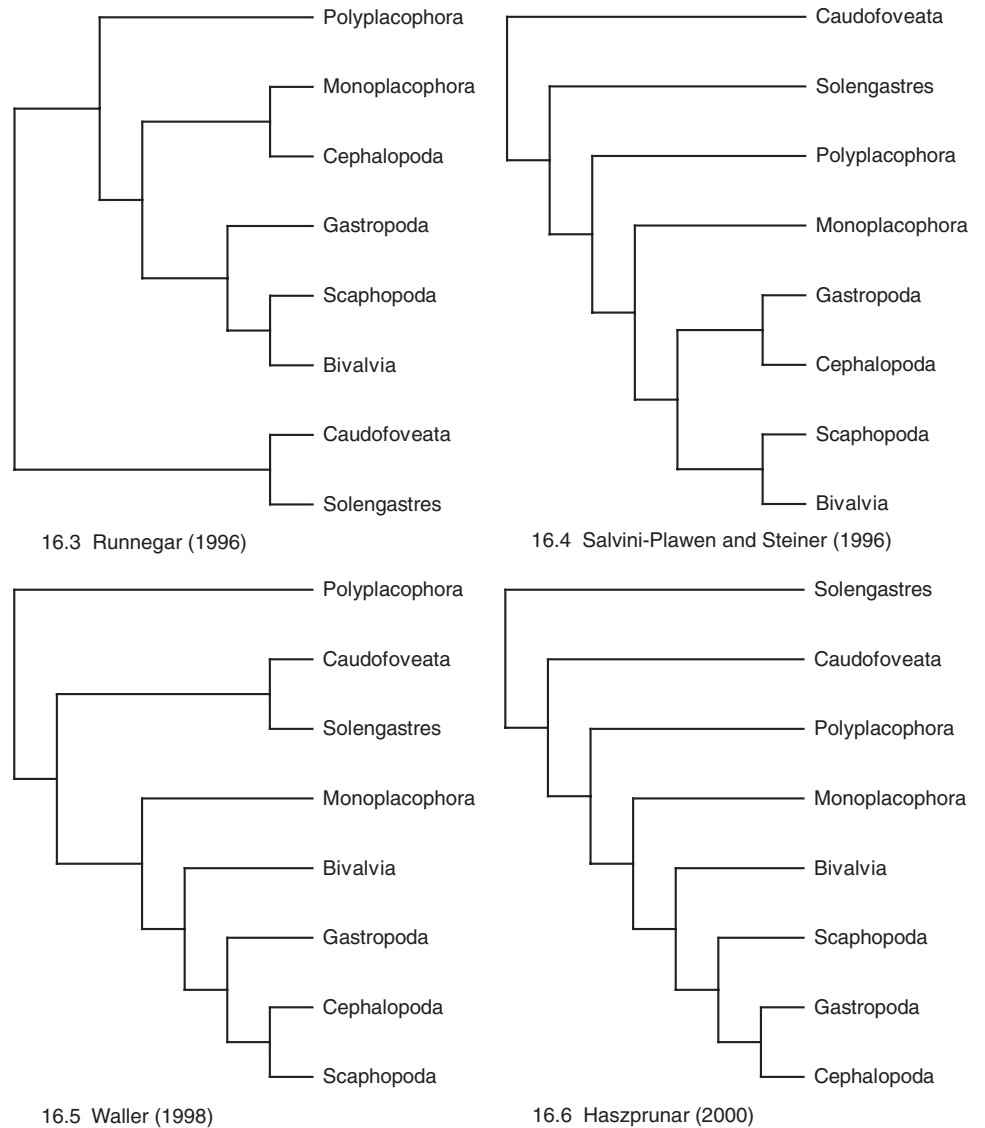 Polyplacophora
Monoplacophora
Cephalopoda
Gastropoda
Scaphopoda
Bivalvia
Caudofoveata
Solengastres
16.3 Runnegar (1996)
Caudofoveata
Solengastres
Polyplacophora
Monoplacophora
Gastropoda
Cephalopoda
Scaphopoda
Bivalvia
16.4 Salvini-Plawen and Steiner (1996)
Polyplacophora
Caudofoveata
Solengastres
Monoplacophora
Bivalvia
Gastropoda
Cephalopoda
Scaphopoda
16.5 Waller (1998)
Solengastres
Caudofoveata
Polyplacophora
Monoplacophora
Bivalvia
Scaphopoda
Gastropoda
Cephalopoda
16.6 Haszprunar (2000)